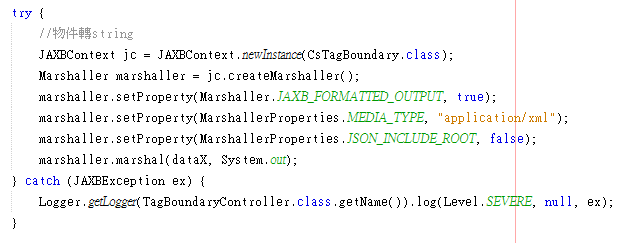 try {
//物件轉string
JAXBContext jc = JAXBContext.newInstance(CsTagBoundary.class);
Marshaller marshaller = jc.createMarshaller();
marshaller.setProperty(Marshaller.JAXB_FORMATTED_OUTPUT, true);
marshaller.setProperty(MarshallerProperties.MEDIA_TYPE, "application/xml");
marshaller.setProperty(MarshallerProperties.JSON_INCLUDE_ROOT, false);
marshaller.marshal(dataX, System.out);
} catch (JAXBException ex) {
Logger.getLogger(TagBoundaryController.class.getName()).log(Level.SEVERE, null, ex);
}